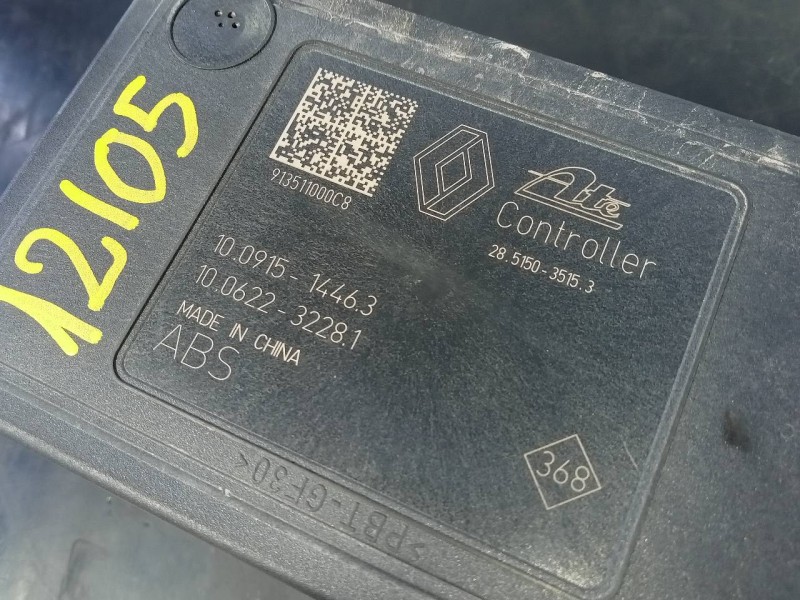 12105
913511000C8
Ate
Controller
28.5150-3515.3
10.0915-1446.3
10.0622-3228.1
MADE IN CHINA
ABS
368
>PBT-GF30<